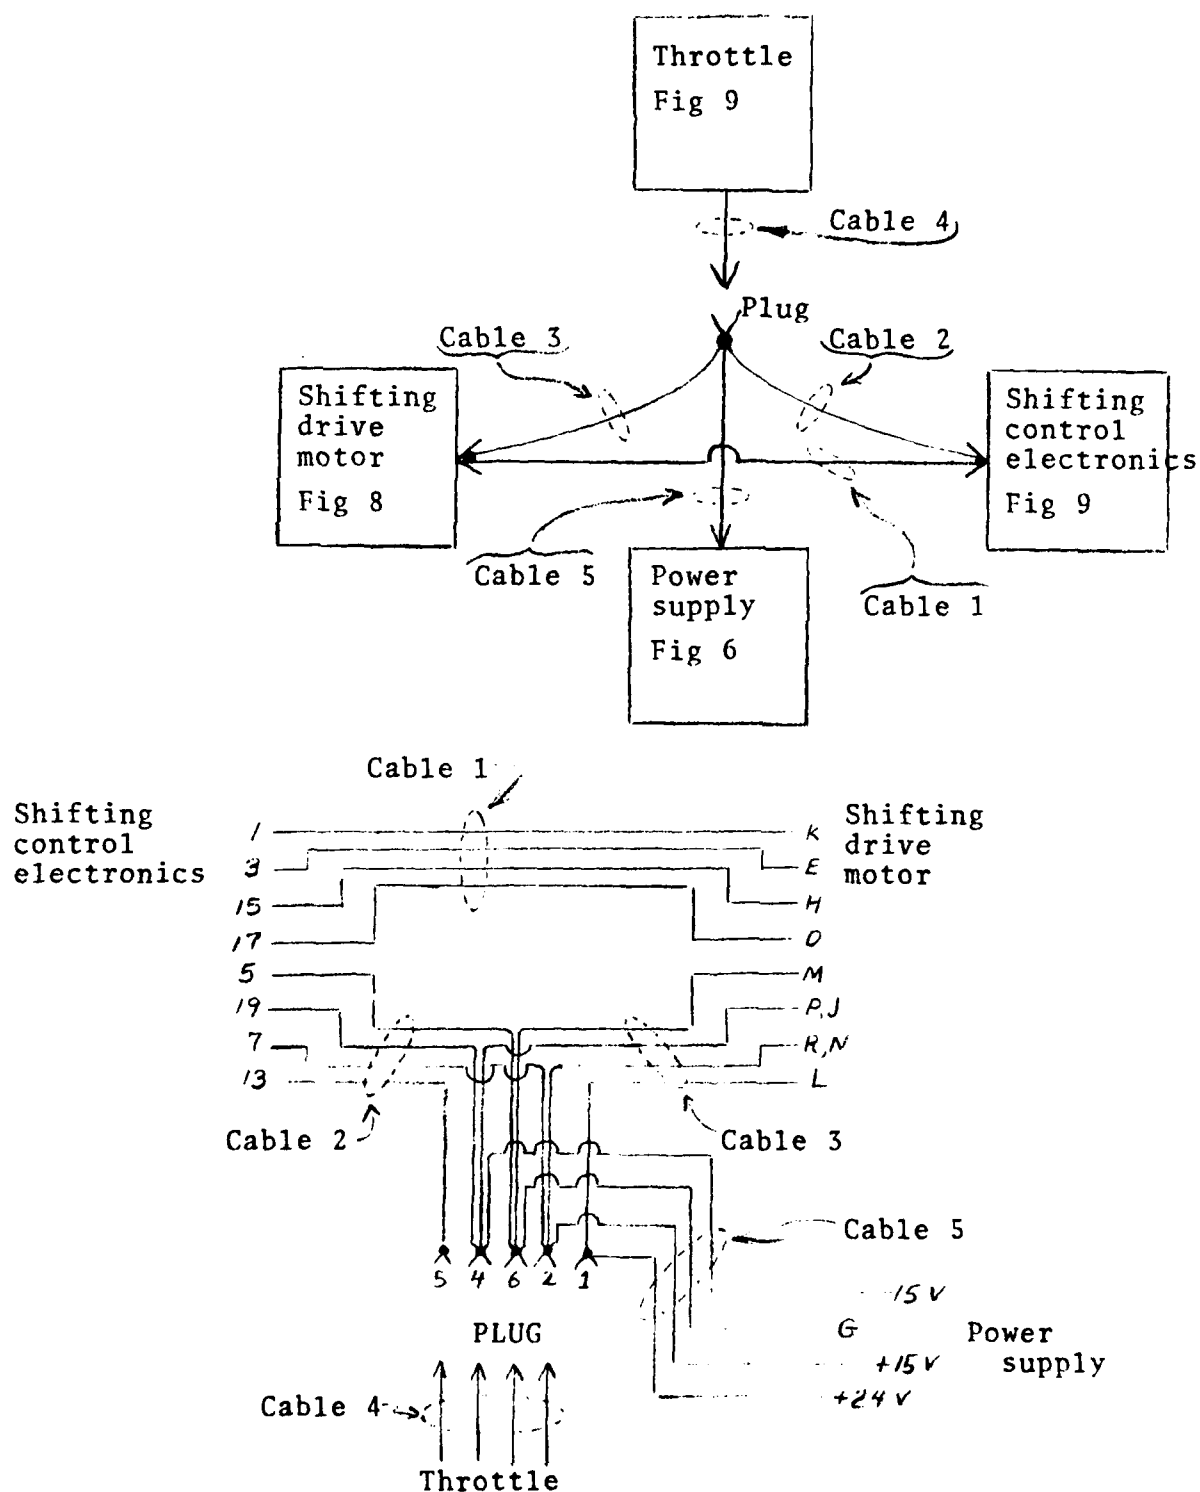 Throttle
Fig 9
Cable 4
Plug
Cable 3
Cable 2
Shifting
drive
motor
Fig 8
Shifting
control
electronics
Fig 9
Cable 5
Power
supply
Fig 6
Cable 1
Cable 1
Shifting
control
electronics
Shifting
drive
motor
1 K
3 E
15 H
17 D
5 M
19 P,J
7 R,N
13 L
Cable 2
Cable 3
Cable 5
5 4 6 2 1
-15 V
PLUG
G
Power
supply
+15 V
+24 V
Cable 4
Throttle